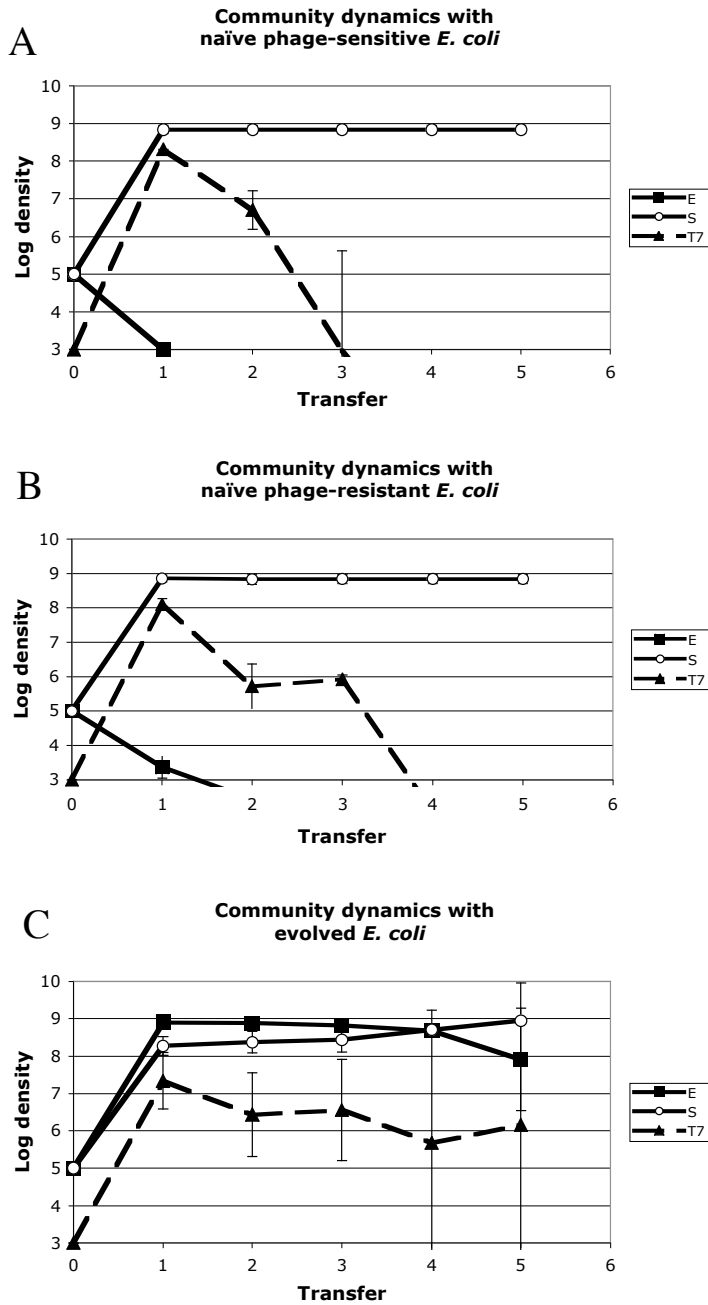 A
Community dynamics with
naïve phage-sensitive E. coli
10
9
8
7
6
5
4
3
Log density
0 1 2 3 4 5 6
Transfer
E
S
T7
B
Community dynamics with
naïve phage-resistant E. coli
10
9
8
7
6
5
4
3
Log density
0 1 2 3 4 5 6
Transfer
E
S
T7
C
Community dynamics with
evolved E. coli
10
9
8
7
6
5
4
3
Log density
0 1 2 3 4 5 6
Transfer
E
S
T7